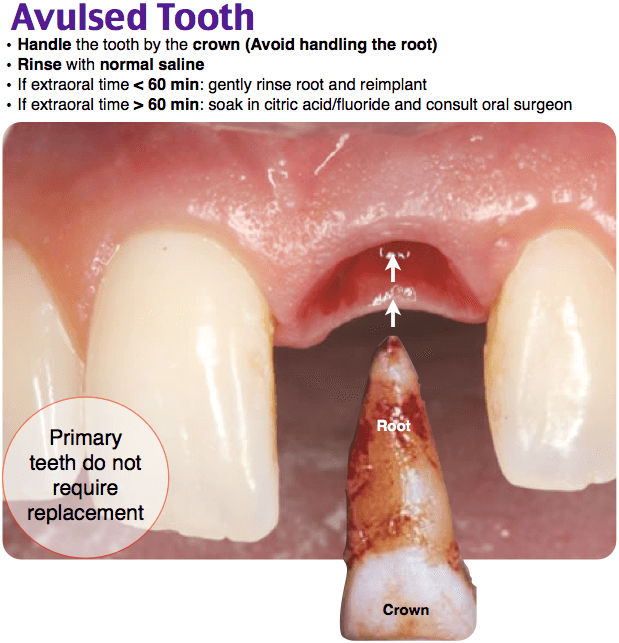 Avulsed Tooth
• Handle the tooth by the crown (Avoid handling the root)
• Rinse with normal saline
• If extraoral time < 60 min: gently rinse root and reimplant
• If extraoral time > 60 min: soak in citric acid/fluoride and consult oral surgeon
Root
Primary
teeth do not
require
replacement
Crown